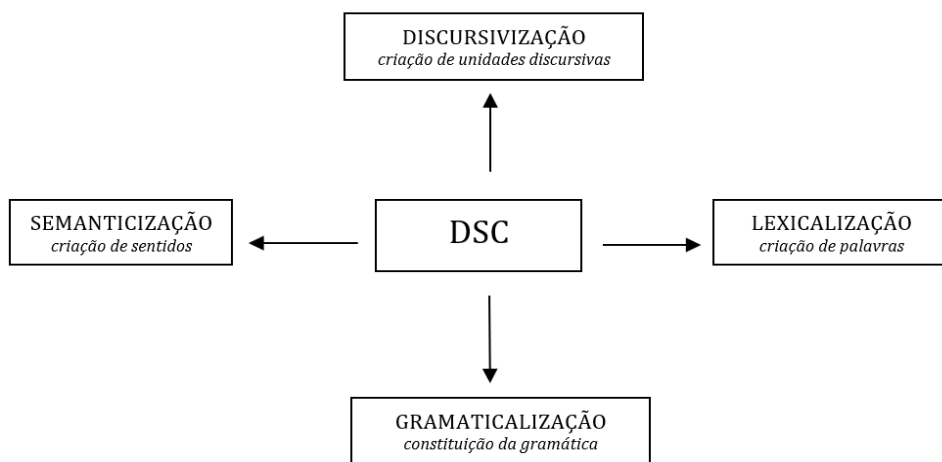 DISCURSIVIZAÇÃO
criação de unidades discursivas
SEMANTICIZAÇÃO
criação de sentidos
DSC
LEXICALIZAÇÃO
criação de palavras
GRAMATICALIZAÇÃO
constituição da gramática